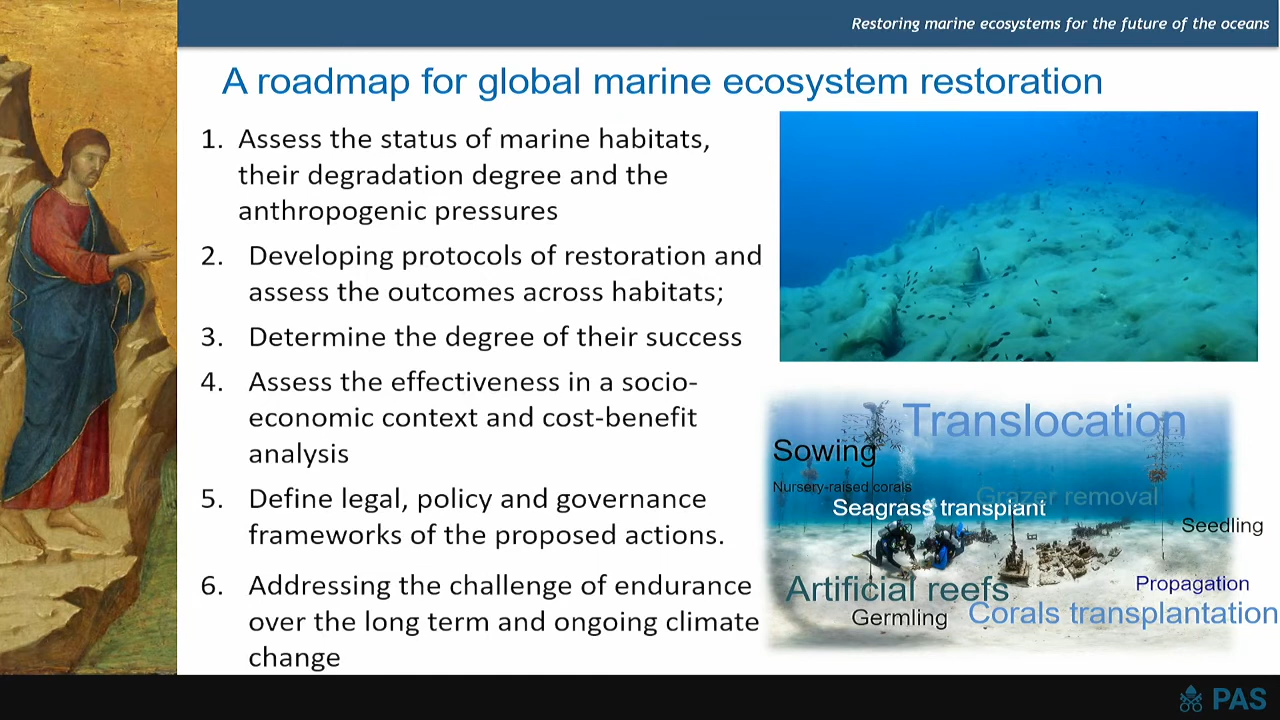 Restoring marine ecosystems for the future of the oceans
A roadmap for global marine ecosystem restoration
1. Assess the status of marine habitats,
their degradation degree and the
anthropogenic pressures
2. Developing protocols of restoration and
assess the outcomes across habitats;
3. Determine the degree of their success
4. Assess the effectiveness in a socio-
economic context and cost-benefit
analysis
5. Define legal, policy and governance
frameworks of the proposed actions.
6. Addressing the challenge of endurance
over the long term and ongoing climate
change
Translocation
Sowing
Nursery-raised corals
Grazer removal
Seagrass transplant
Seedling
Artificial reefs
Propagation
Germling
Corals transplantation
PAS